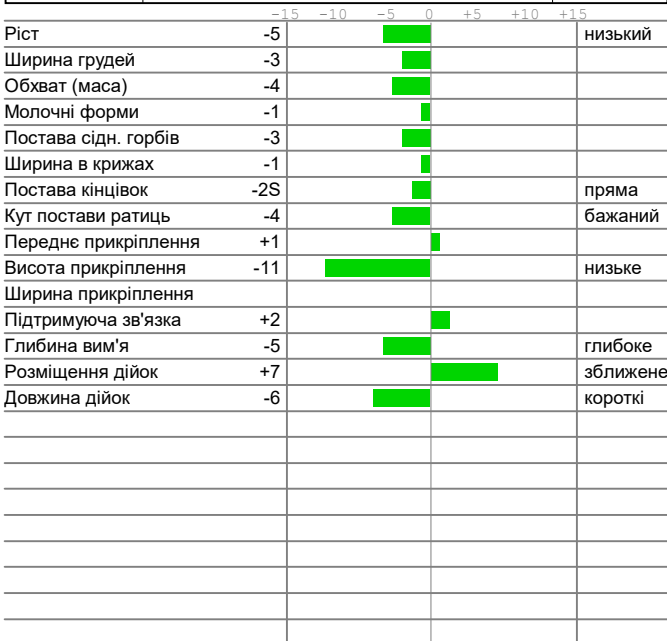 -15 -10 -5 0 +5 +10 +15
Ріст -5 низький
Ширина грудей -3
Обхват (маса) -4
Молочні форми -1
Постава сідн. горбів -3
Ширина в крижах -1
Постава кінцівок -2S пряма
Кут постави ратиць -4 бажаний
Переднє прикріплення +1
Висота прикріплення -11 низьке
Ширина прикріплення
Підтримуюча зв'язка +2
Глибина вим'я -5 глибоке
Розміщення дійок +7 зближене
Довжина дійок -6 короткі